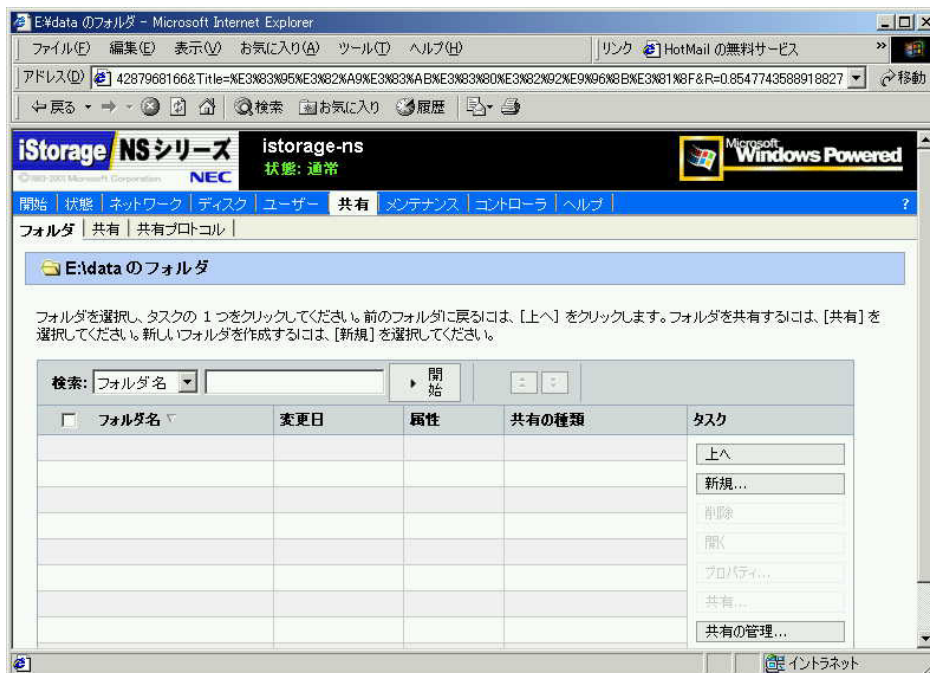 E:¥data のフォルダ - Microsoft Internet Explorer
ファイル(F) 編集(E) 表示(V) お気に入り(A) ツール(T) ヘルプ(H) リンク HotMail の無料サービス »
アドレス(D) 4287968166&Title=%E3%83%95%E3%82%A9%E3%83%AB%E3%83%80%E3%82%92%E9%96%8B%E3%81%8F&R=0.8547743588918827 移動
戻る 検索 お気に入り 履歴
iStorage NSシリーズ istorage-ns Microsoft
Windows Powered
状態: 通常
©1983-2001 Microsoft Corporation NEC
開始 状態 ネットワーク ディスク ユーザー 共有 メンテナンス コントローラ ヘルプ ?
フォルダ 共有 共有プロトコル
E:\data のフォルダ
フォルダを選択し、タスクの 1 つをクリックしてください。前のフォルダに戻るには、[上へ] をクリックします。フォルダを共有するには、[共有] を
選択してください。新しいフォルダを作成するには、[新規] を選択してください。
検索: フォルダ名 開始
フォルダ名 変更日 属性 共有の種類 タスク
上へ
新規...
削除
開く
プロパティ...
共有...
共有の管理...
イントラネット